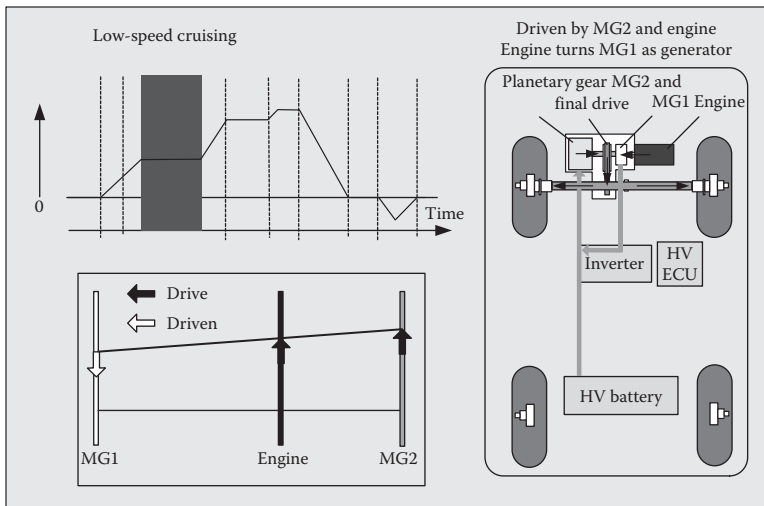 Low-speed cruising
0
Time
Drive
Driven
MG1
Engine
MG2
Driven by MG2 and engine
Engine turns MG1 as generator
Planetary gear MG2 and
final drive
MG1 Engine
Inverter
HV
ECU
HV battery